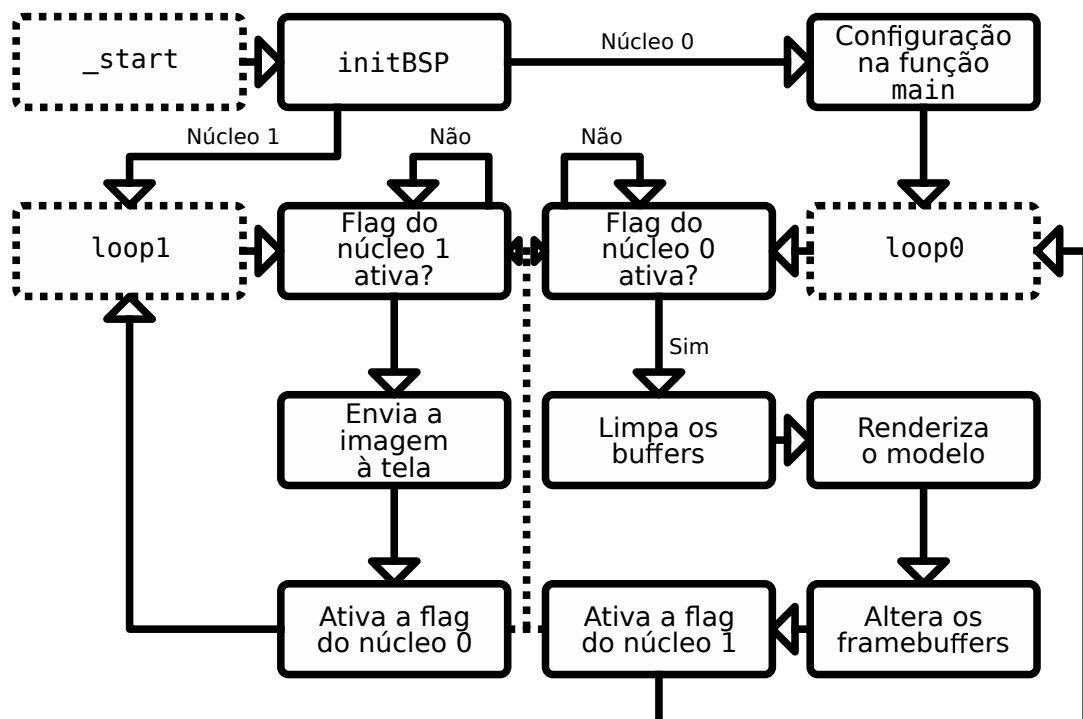 _start
initBSP
Núcleo 0
Configuração
na função
main
Núcleo 1
Não
Não
loop1
Flag do
núcleo 1
ativa?
Flag do
núcleo 0
ativa?
loop0
Sim
Envia a
imagem
à tela
Limpa os
buffers
Renderiza
o modelo
Ativa a flag
do núcleo 0
Ativa a flag
do núcleo 1
Altera os
framebuffers